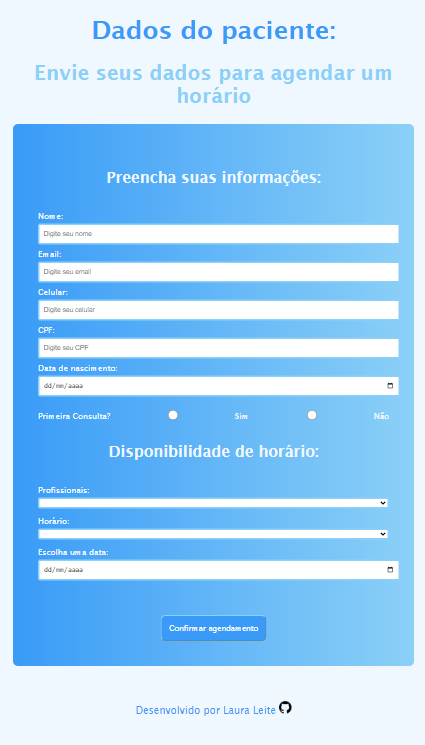 Dados do paciente:
Envie seus dados para agendar um
horário
Preencha suas informações:
Nome:
Digite seu nome
Email:
Digite seu email
Celular:
Digite seu celular
CPF:
Digite seu CPF
Data de nascimento:
dd/mm/aaaa
Primeira Consulta? Sim Não
Disponibilidade de horário:
Profissionais:
Horário:
Escolha uma data:
dd/mm/aaaa
Confirmar agendamento
Desenvolvido por Laura Leite